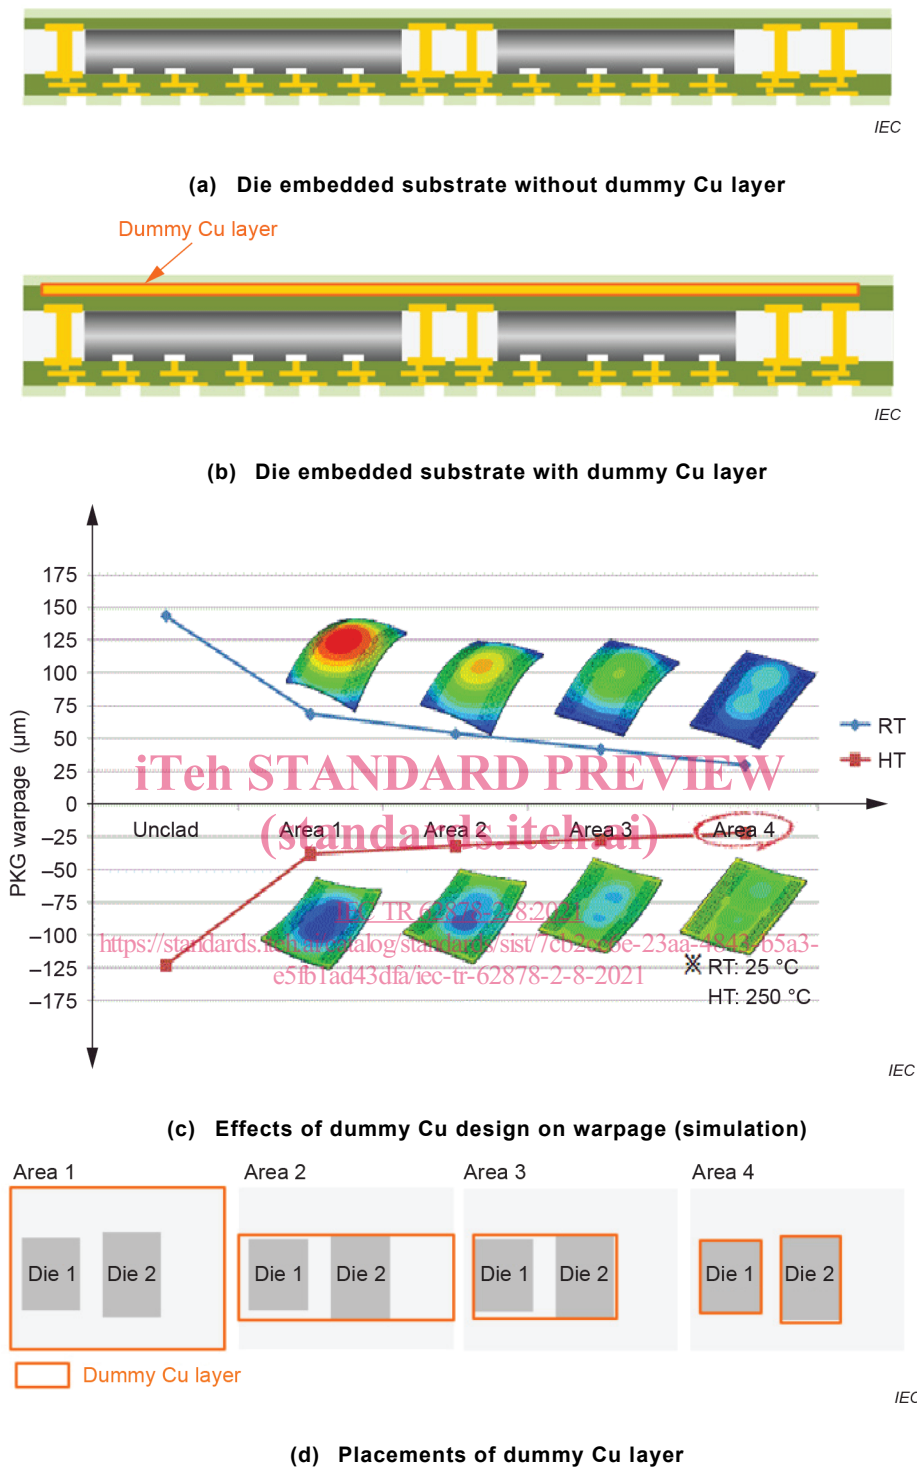 IEC
(a) Die embedded substrate without dummy Cu layer
Dummy Cu layer
IEC
(b) Die embedded substrate with dummy Cu layer
PKG warpage (μm)
175
150
125
100
75
50
25
0
–25
–50
–75
–100
–125
–175
Unclad
Area 1
Area 2
Area 3
Area 4
RT
HT
iTeh STANDARD PREVIEW
(standards.iteh.ai)
IEC TR 62878-2-8:2021
https://standards.iteh.ai/catalog/standards/sist/7cb2cc6e-23aa-4843-b5a3-
e5fb1ad43dfa/iec-tr-62878-2-8-2021
※ RT: 25 °C
HT: 250 °C
IEC
(c) Effects of dummy Cu design on warpage (simulation)
Area 1
Area 2
Area 3
Area 4
Die 1
Die 2
Die 1
Die 2
Die 1
Die 2
Die 1
Die 2
Dummy Cu layer
IEC
(d) Placements of dummy Cu layer